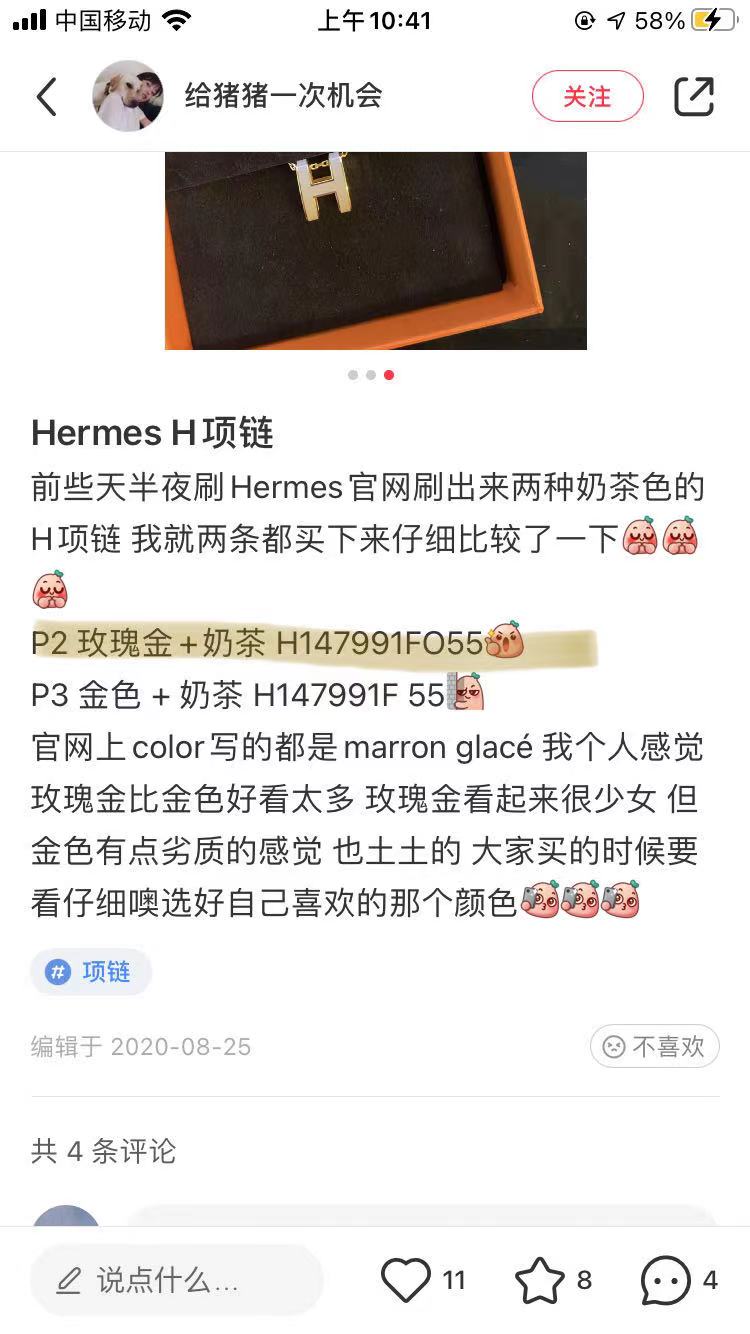 中国移动 上午10:41 58%
给猪猪一次机会 关注
H
Hermes H项链
前些天半夜刷Hermes官网刷出来两种奶茶色的
H项链 我就两条都买下来仔细比较了一下
P2 玫瑰金+奶茶 H147991FO55
P3 金色 + 奶茶 H147991F 55
官网上color写的都是marron glacé 我个人感觉
玫瑰金比金色好看太多 玫瑰金看起来很少女 但
金色有点劣质的感觉 也土土的 大家买的时候要
看仔细噢选好自己喜欢的那个颜色
# 项链
编辑于 2020-08-25 不喜欢
共 4 条评论
说点什么... 11 8 4